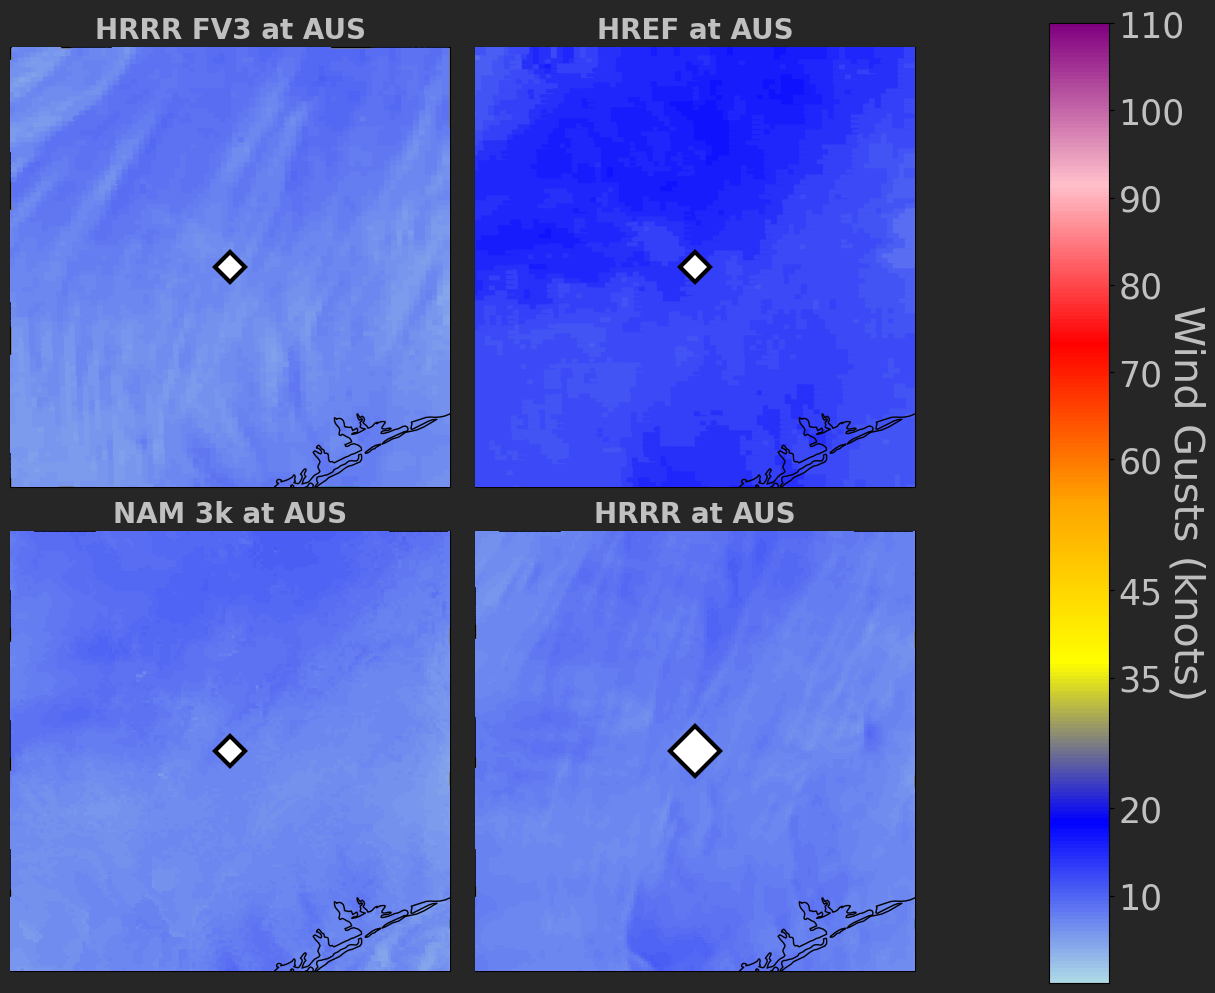 HRRR FV3 at AUS
HREF at AUS
NAM 3k at AUS
HRRR at AUS
110
100
90
80
70
60
45
35
20
10
Wind Gusts (knots)